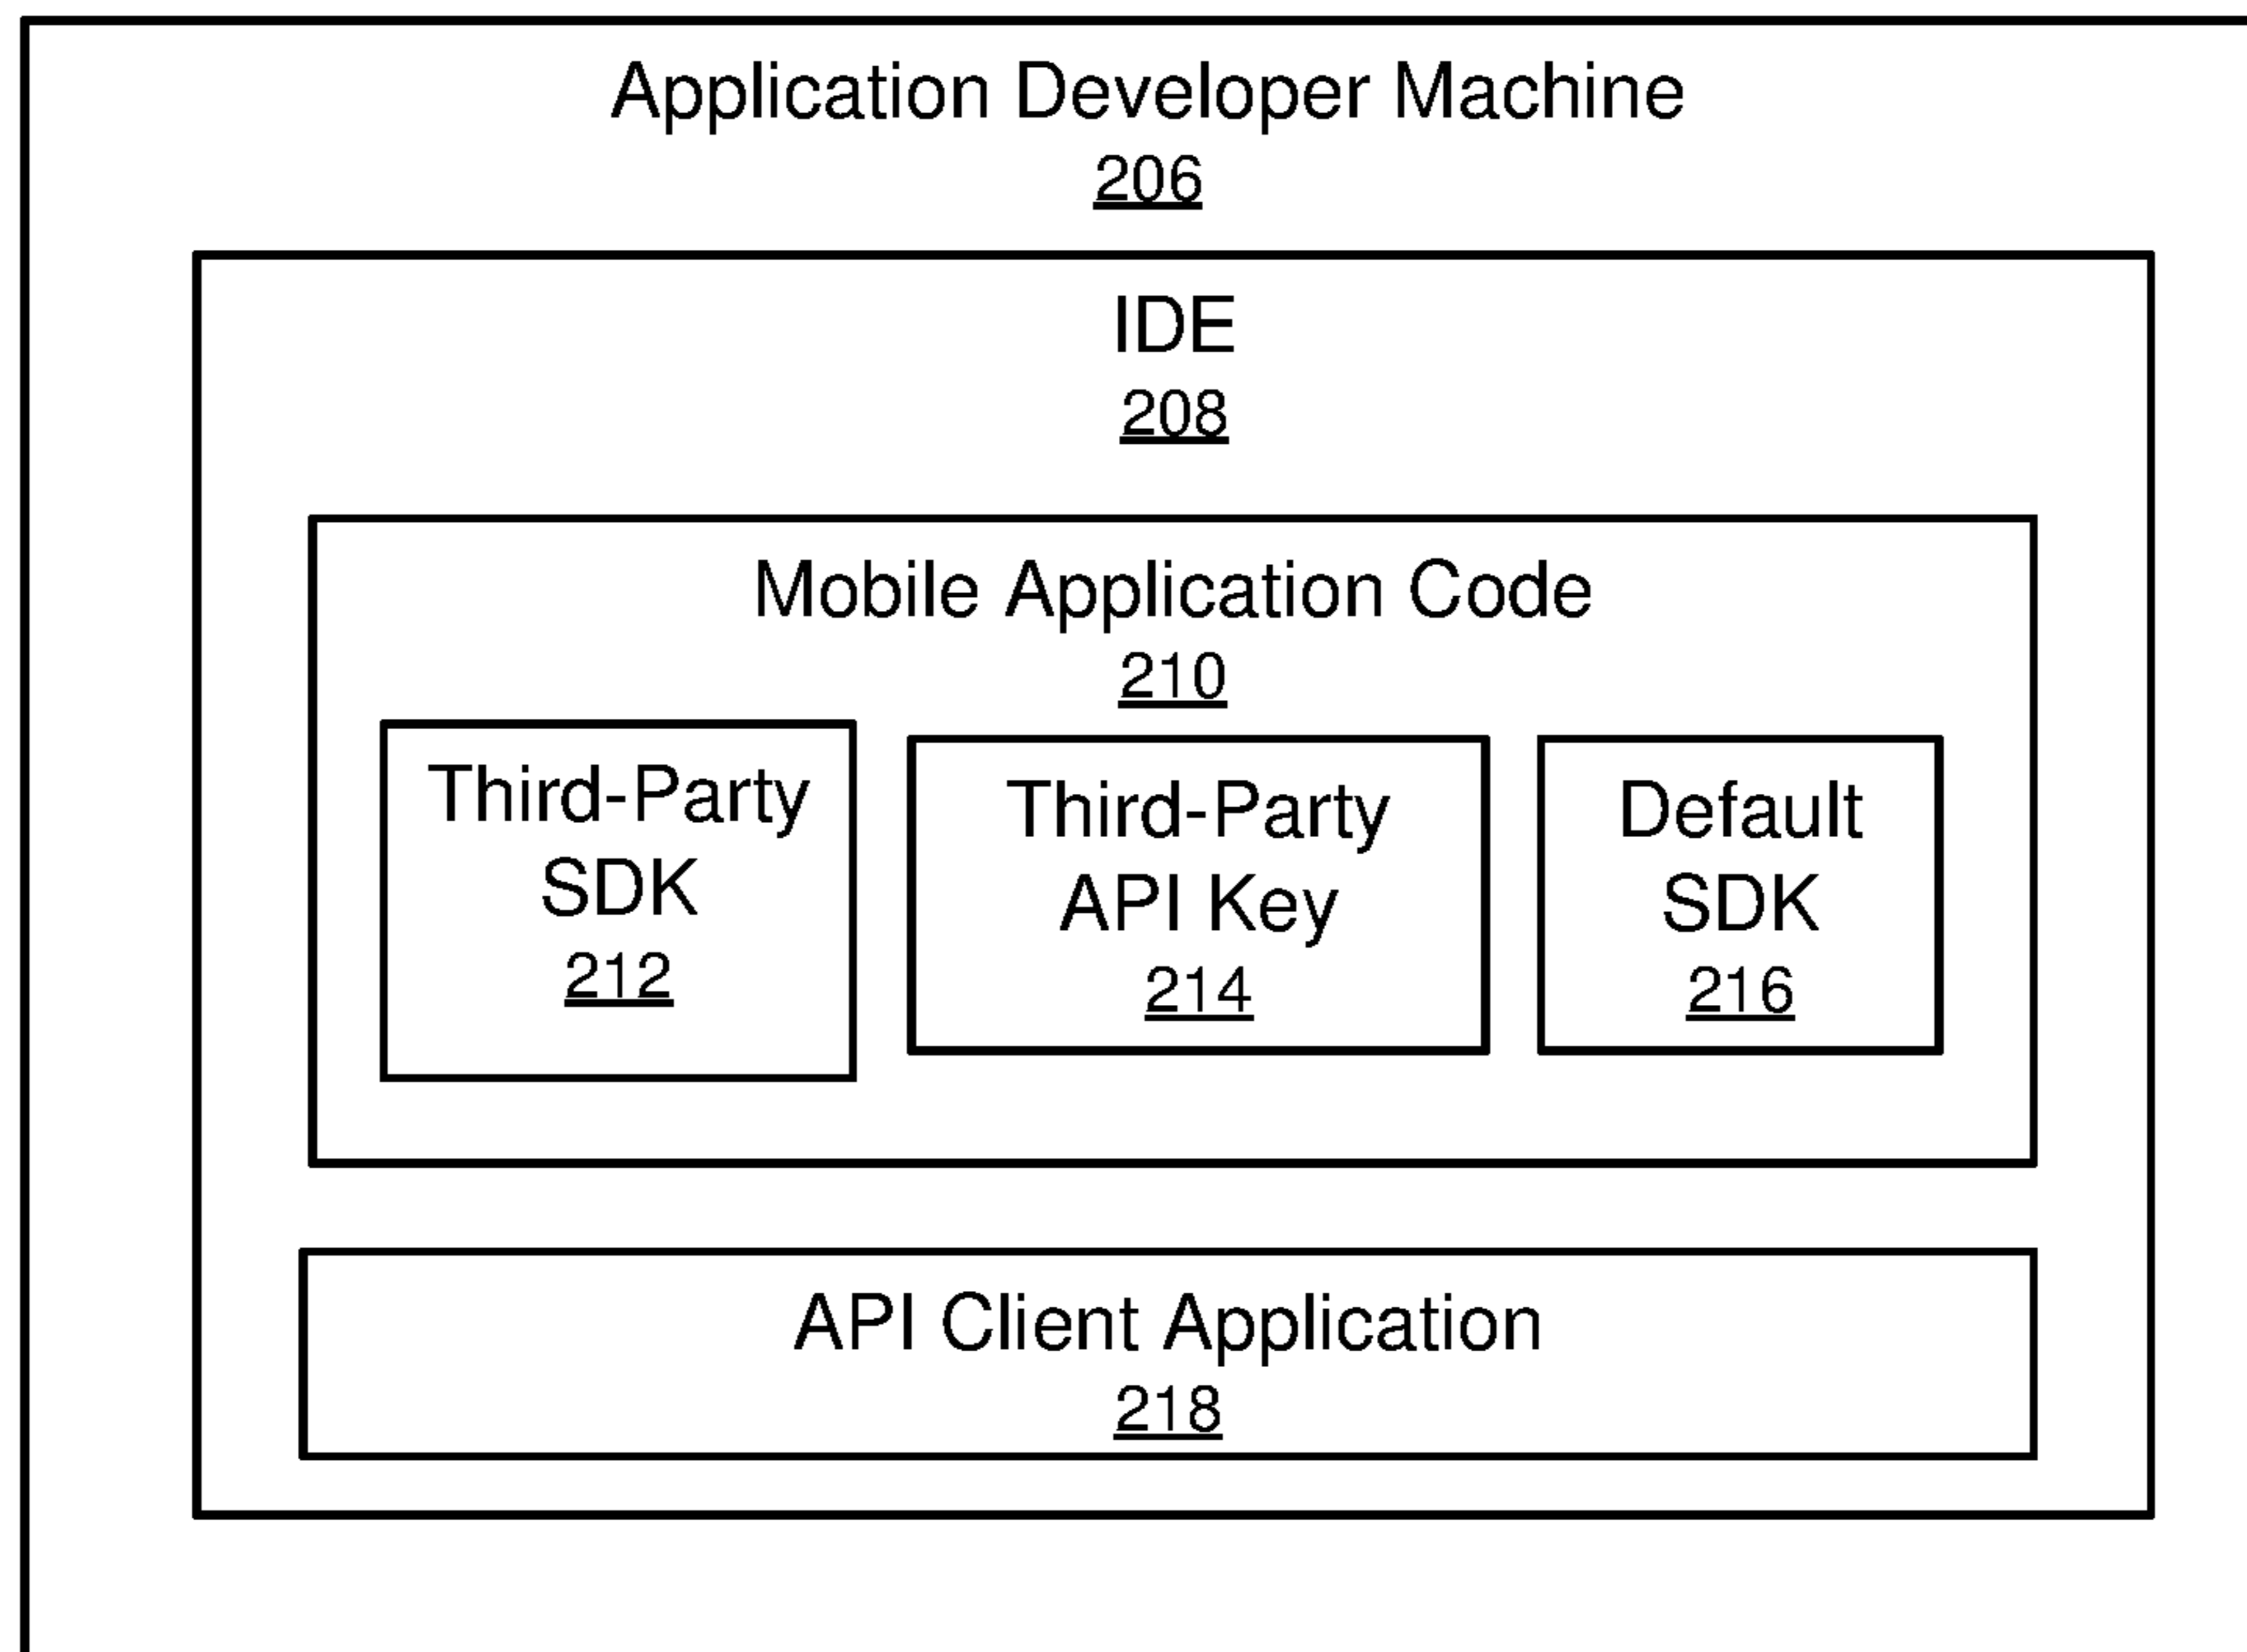 Application Developer Machine
206
IDE
208
Mobile Application Code
210
Third-Party
SDK
212
Third-Party
API Key
214
Default
SDK
216
API Client Application
218